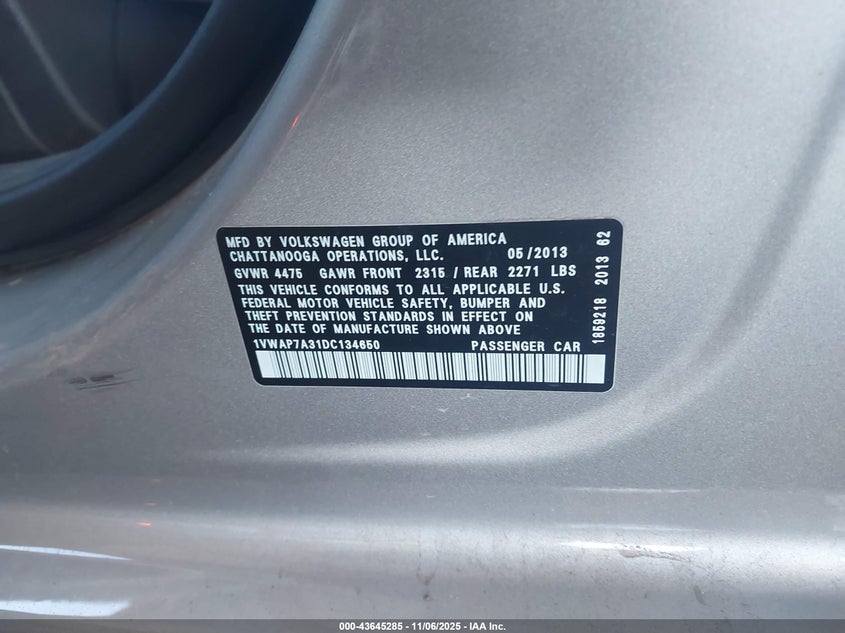 MFD BY VOLKSWAGEN GROUP OF AMERICA
CHATTANOOGA OPERATIONS, LLC. 05/2013
GVWR 4475 GAWR FRONT 2315 / REAR 2271 LBS
THIS VEHICLE CONFORMS TO ALL APPLICABLE U.S.
FEDERAL MOTOR VEHICLE SAFETY, BUMPER AND
THEFT PREVENTION STANDARDS IN EFFECT ON
THE DATE OF MANUFACTURE SHOWN ABOVE
1VWAP7A31DC134650 PASSENGER CAR
1859218 2013 62
000-43645285 - 11/06/2025 - IAA Inc.